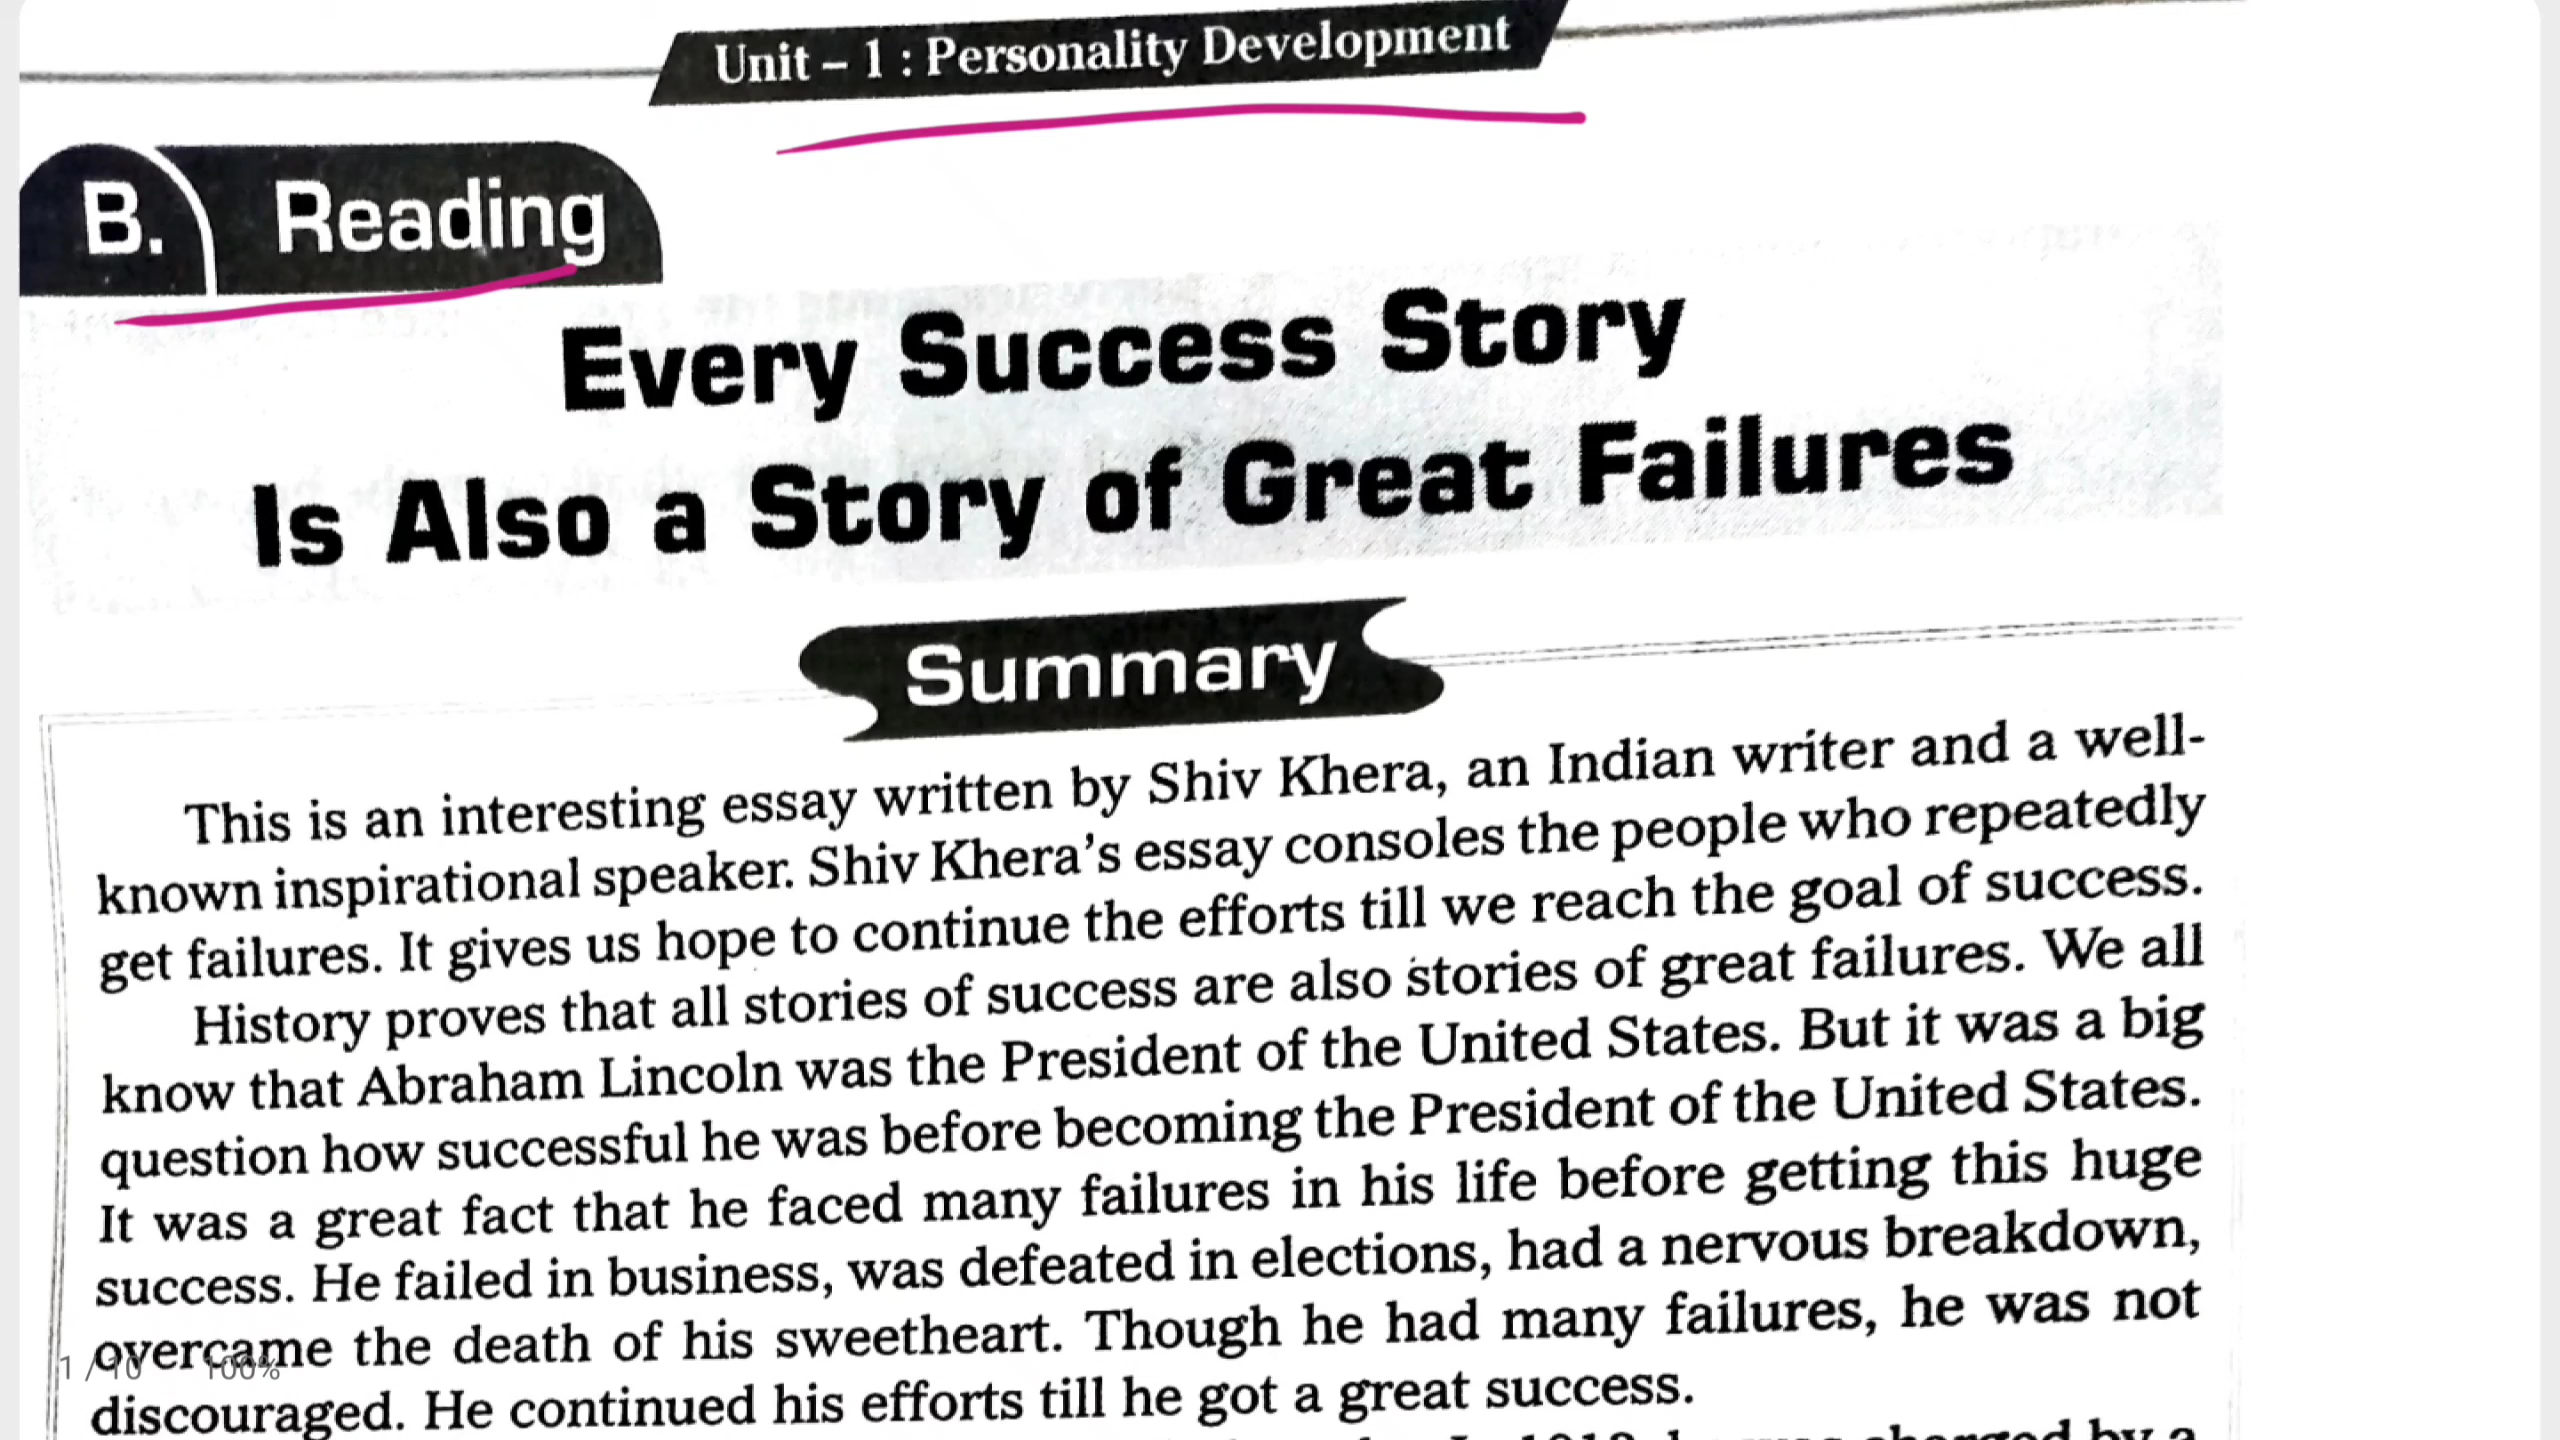 Unit – 1 : Personality Development
B. Reading
Every Success Story
Is Also a Story of Great Failures
Summary
This is an interesting essay written by Shiv Khera, an Indian writer and a well-
known inspirational speaker. Shiv Khera's essay consoles the people who repeatedly
get failures. It gives us hope to continue the efforts till we reach the goal of success.
History proves that all stories of success are also stories of great failures. We all
know that Abraham Lincoln was the President of the United States. But it was a big
question how successful he was before becoming the President of the United States.
It was a great fact that he faced many failures in his life before getting this huge
success. He failed in business, was defeated in elections, had a nervous breakdown,
overcame the death of his sweetheart. Though he had many failures, he was not
1 / 10 100%
discouraged. He continued his efforts till he got a great success.
by a